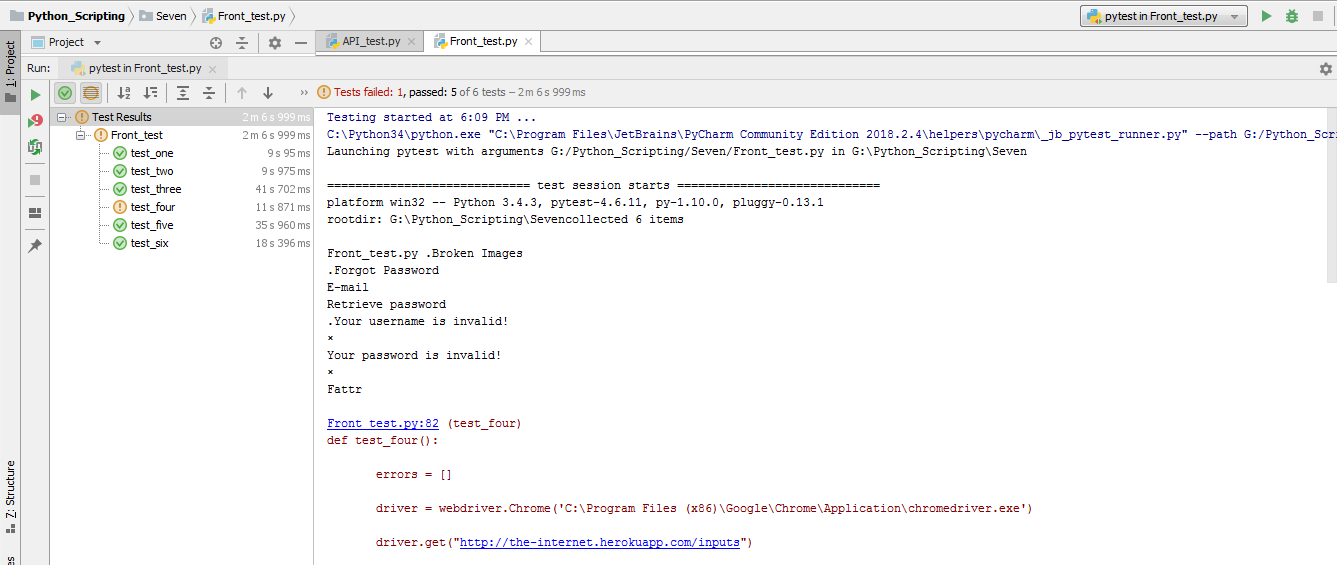 Python_Scripting Seven Front_test.py pytest in Front_test.py
1: Project Project API_test.py Front_test.py
Run: pytest in Front_test.py
Tests failed: 1, passed: 5 of 6 tests – 2 m 6 s 999 ms
Test Results 2 m 6 s 999 ms
Front_test 2 m 6 s 999 ms
test_one 9 s 95 ms
test_two 9 s 975 ms
test_three 41 s 702 ms
test_four 11 s 871 ms
test_five 35 s 960 ms
test_six 18 s 396 ms
Testing started at 6:09 PM ...
C:\Python34\python.exe "C:\Program Files\JetBrains\PyCharm Community Edition 2018.2.4\helpers\pycharm\_jb_pytest_runner.py" --path G:/Python_Scri
Launching pytest with arguments G:/Python_Scripting/Seven/Front_test.py in G:\Python_Scripting\Seven
============================= test session starts =============================
platform win32 -- Python 3.4.3, pytest-4.6.11, py-1.10.0, pluggy-0.13.1
rootdir: G:\Python_Scripting\Sevencollected 6 items
Front_test.py .Broken Images
.Forgot Password
E-mail
Retrieve password
.Your username is invalid!
×
Your password is invalid!
×
Fattr
Front_test.py:82 (test_four)
def test_four():
errors = []
driver = webdriver.Chrome('C:\Program Files (x86)\Google\Chrome\Application\chromedriver.exe')
driver.get("http://the-internet.herokuapp.com/inputs")
Z: Structure
es